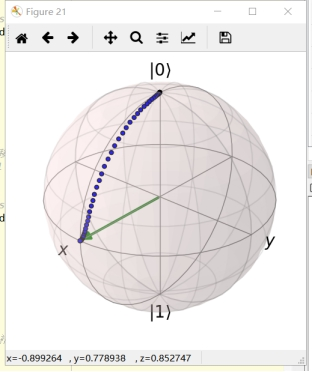 Figure 21
|0⟩
x
y
|1⟩
x=-0.899264 , y=0.778938 , z=0.852747